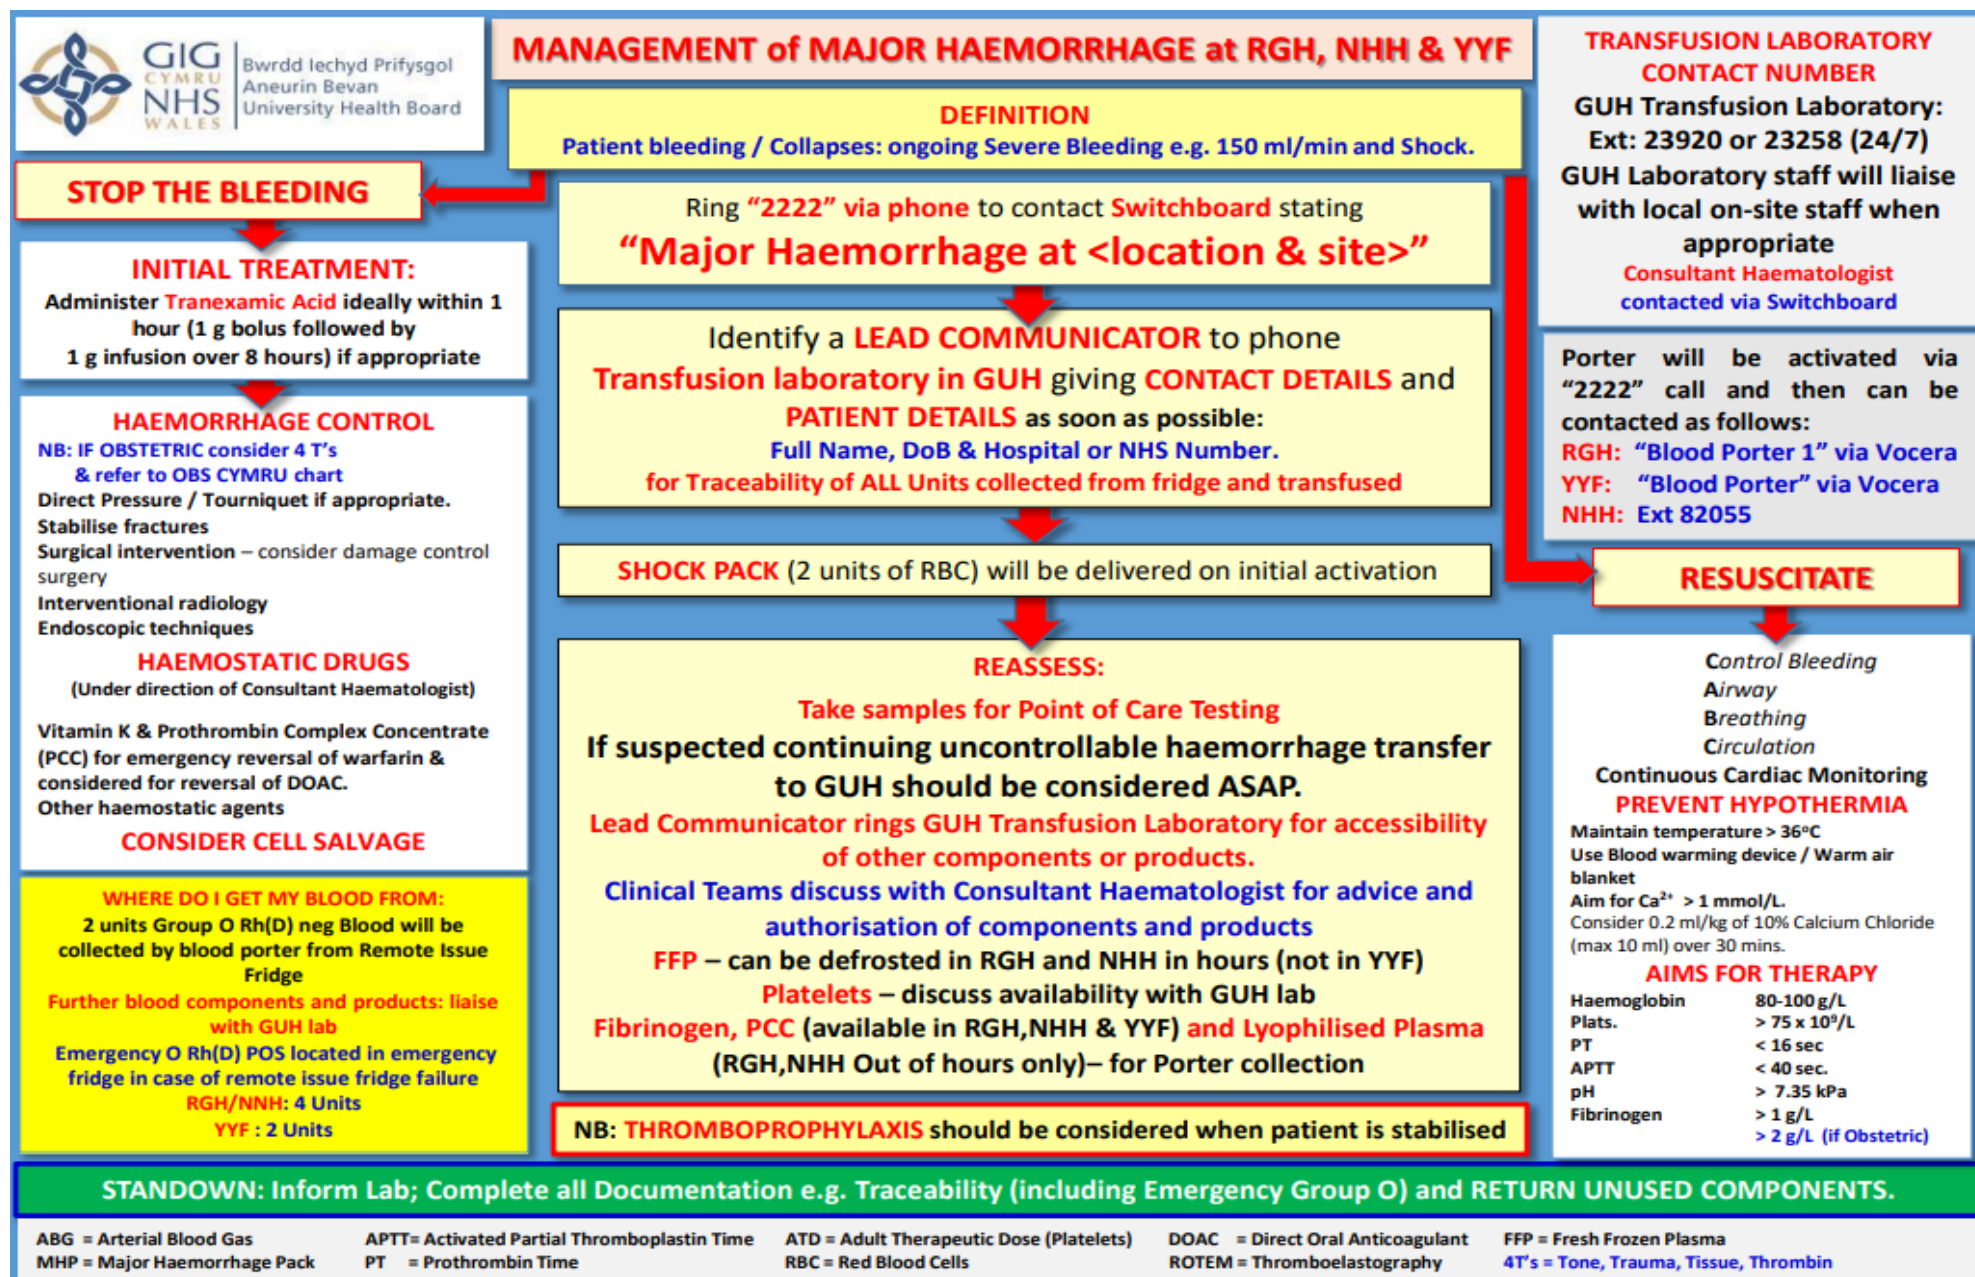 GIG
CYMRU
NHS
WALES
Bwrdd Iechyd Prifysgol
Aneurin Bevan
University Health Board
MANAGEMENT of MAJOR HAEMORRHAGE at RGH, NHH & YYF
DEFINITION
Patient bleeding / Collapses: ongoing Severe Bleeding e.g. 150 ml/min and Shock.
STOP THE BLEEDING
INITIAL TREATMENT:
Administer Tranexamic Acid ideally within 1
hour (1 g bolus followed by
1 g infusion over 8 hours) if appropriate
HAEMORRHAGE CONTROL
NB: IF OBSTETRIC consider 4 T's
& refer to OBS CYMRU chart
Direct Pressure / Tourniquet if appropriate.
Stabilise fractures
Surgical intervention – consider damage control
surgery
Interventional radiology
Endoscopic techniques
HAEMOSTATIC DRUGS
(Under direction of Consultant Haematologist)
Vitamin K & Prothrombin Complex Concentrate
(PCC) for emergency reversal of warfarin &
considered for reversal of DOAC.
Other haemostatic agents
CONSIDER CELL SALVAGE
WHERE DO I GET MY BLOOD FROM:
2 units Group O Rh(D) neg Blood will be
collected by blood porter from Remote Issue
Fridge
Further blood components and products: liaise
with GUH lab
Emergency O Rh(D) POS located in emergency
fridge in case of remote issue fridge failure
RGH/NNH: 4 Units
YYF : 2 Units
Ring “2222” via phone to contact Switchboard stating
“Major Haemorrhage at <location & site>”
Identify a LEAD COMMUNICATOR to phone
Transfusion laboratory in GUH giving CONTACT DETAILS and
PATIENT DETAILS as soon as possible:
Full Name, DoB & Hospital or NHS Number.
for Traceability of ALL Units collected from fridge and transfused
SHOCK PACK (2 units of RBC) will be delivered on initial activation
REASSESS:
Take samples for Point of Care Testing
If suspected continuing uncontrollable haemorrhage transfer
to GUH should be considered ASAP.
Lead Communicator rings GUH Transfusion Laboratory for accessibility
of other components or products.
Clinical Teams discuss with Consultant Haematologist for advice and
authorisation of components and products
FFP – can be defrosted in RGH and NHH in hours (not in YYF)
Platelets – discuss availability with GUH lab
Fibrinogen, PCC (available in RGH,NHH & YYF) and Lyophilised Plasma
(RGH,NHH Out of hours only)– for Porter collection
NB: THROMBOPROPHYLAXIS should be considered when patient is stabilised
TRANSFUSION LABORATORY
CONTACT NUMBER
GUH Transfusion Laboratory:
Ext: 23920 or 23258 (24/7)
GUH Laboratory staff will liaise
with local on-site staff when
appropriate
Consultant Haematologist
contacted via Switchboard
Porter will be activated via
“2222” call and then can be
contacted as follows:
RGH: “Blood Porter 1” via Vocera
YYF: “Blood Porter” via Vocera
NHH: Ext 82055
RESUSCITATE
Control Bleeding
Airway
Breathing
Circulation
Continuous Cardiac Monitoring
PREVENT HYPOTHERMIA
Maintain temperature > 36°C
Use Blood warming device / Warm air
blanket
Aim for Ca²⁺ > 1 mmol/L.
Consider 0.2 ml/kg of 10% Calcium Chloride
(max 10 ml) over 30 mins.
AIMS FOR THERAPY
Haemoglobin 80-100 g/L
Plats. > 75 x 10⁹/L
PT < 16 sec
APTT < 40 sec.
pH > 7.35 kPa
Fibrinogen > 1 g/L
> 2 g/L (if Obstetric)
STANDOWN: Inform Lab; Complete all Documentation e.g. Traceability (including Emergency Group O) and RETURN UNUSED COMPONENTS.
ABG = Arterial Blood Gas APTT= Activated Partial Thromboplastin Time ATD = Adult Therapeutic Dose (Platelets) DOAC = Direct Oral Anticoagulant FFP = Fresh Frozen Plasma
MHP = Major Haemorrhage Pack PT = Prothrombin Time RBC = Red Blood Cells ROTEM = Thromboelastography 4T's = Tone, Trauma, Tissue, Thrombin